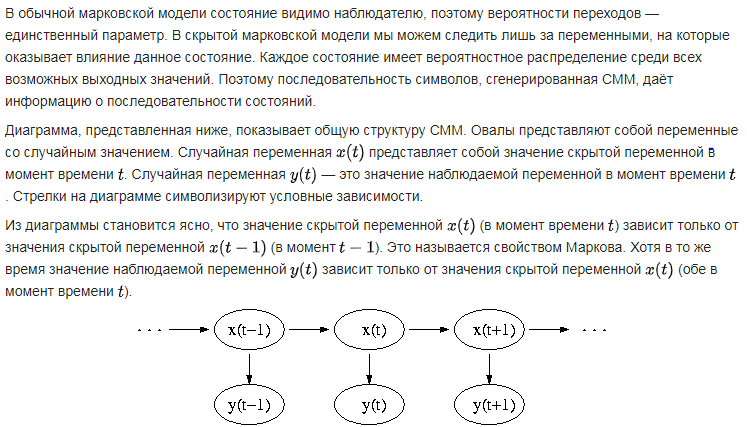 В обычной марковской модели состояние видимо наблюдателю, поэтому вероятности переходов —
единственный параметр. В скрытой марковской модели мы можем следить лишь за переменными, на которые
оказывает влияние данное состояние. Каждое состояние имеет вероятностное распределение среди всех
возможных выходных значений. Поэтому последовательность символов, сгенерированная СММ, даёт
информацию о последовательности состояний.
Диаграмма, представленная ниже, показывает общую структуру СММ. Овалы представляют собой переменные
со случайным значением. Случайная переменная x(t) представляет собой значение скрытой переменной в
момент времени t. Случайная переменная y(t) — это значение наблюдаемой переменной в момент времени t
. Стрелки на диаграмме символизируют условные зависимости.
Из диаграммы становится ясно, что значение скрытой переменной x(t) (в момент времени t) зависит только от
значения скрытой переменной x(t − 1) (в момент t − 1). Это называется свойством Маркова. Хотя в то же
время значение наблюдаемой переменной y(t) зависит только от значения скрытой переменной x(t) (обе в
момент времени t).
· · · x(t−1) x(t) x(t+1) · · ·
y(t−1) y(t) y(t+1)